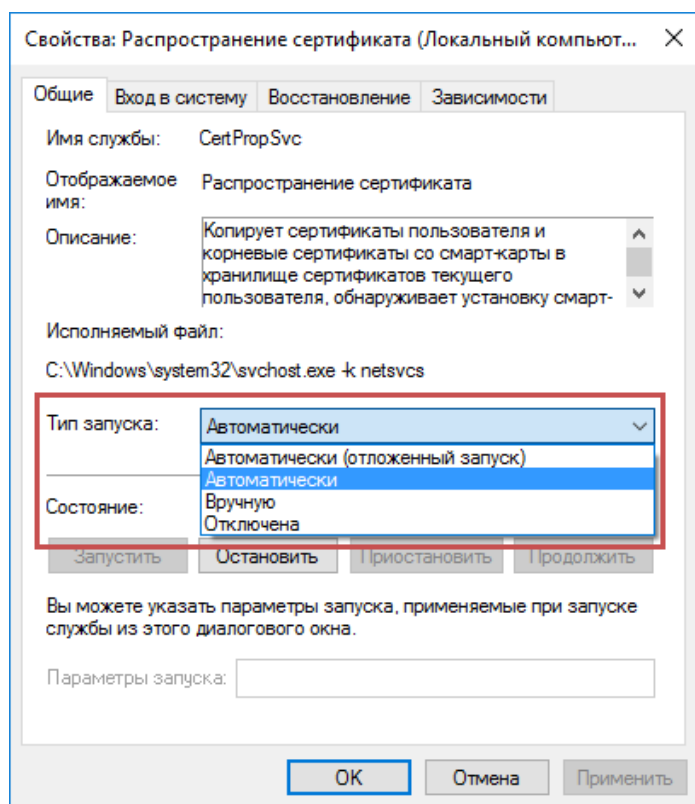 Свойства: Распространение сертификата (Локальный компьют...
Общие Вход в систему Восстановление Зависимости
Имя службы: CertPropSvc
Отображаемое имя: Распространение сертификата
Описание: Копирует сертификаты пользователя и
корневые сертификаты со смарт-карты в
хранилище сертификатов текущего
пользователя, обнаруживает установку смарт-
Исполняемый файл:
C:\Windows\system32\svchost.exe -k netsvcs
Тип запуска: Автоматически
Автоматически (отложенный запуск)
Автоматически
Вручную
Состояние:
Отключена
Запустить Остановить Приостановить Продолжить
Вы можете указать параметры запуска, применяемые при запуске
службы из этого диалогового окна.
Параметры запуска:
OK Отмена Применить